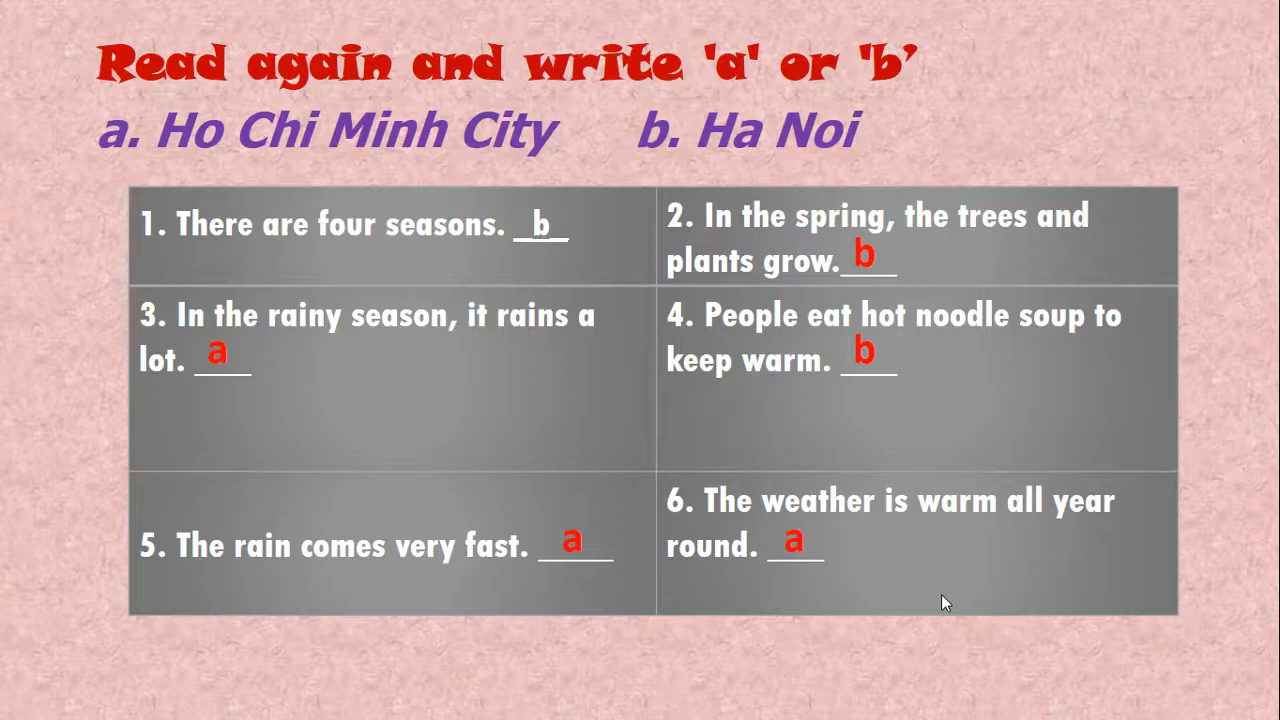 Read again and write 'a' or 'b’
a. Ho Chi Minh City b. Ha Noi
1. There are four seasons. _b_
2. In the spring, the trees and
plants grow. b
3. In the rainy season, it rains a
lot. a
4. People eat hot noodle soup to
keep warm. b
5. The rain comes very fast. a
6. The weather is warm all year
round. a